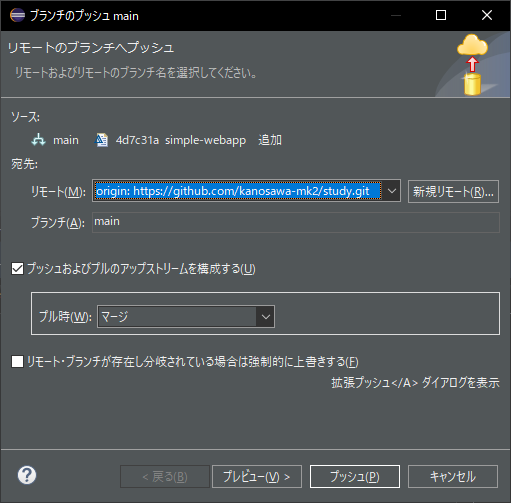 ブランチのプッシュ main
リモートのブランチへプッシュ
リモートおよびリモートのブランチ名を選択してください。
ソース:
main 4d7c31a simple-webapp 追加
宛先:
リモート(M): origin: https://github.com/kanosawa-mk2/study.git 新規リモート(R)...
ブランチ(A): main
プッシュおよびプルのアップストリームを構成する(U)
プル時(W): マージ
リモート・ブランチが存在し分岐されている場合は強制的に上書きする(F)
拡張プッシュ</A> ダイアログを表示
? < 戻る(B) プレビュー(V) > プッシュ(P) キャンセル